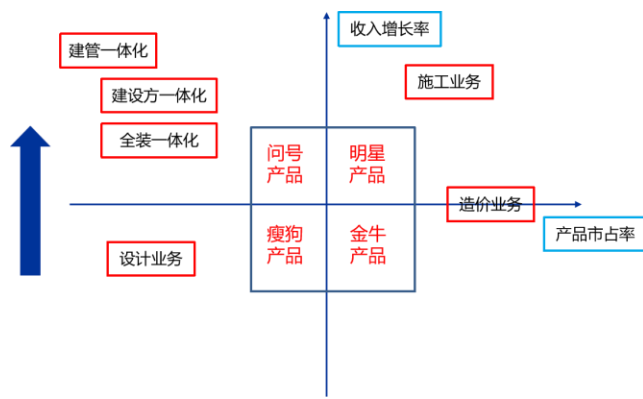 收入增长率
建管一体化
施工业务
建设方一体化
全装一体化
问号
产品
明星
产品
造价业务
产品市占率
瘦狗
产品
金牛
产品
设计业务